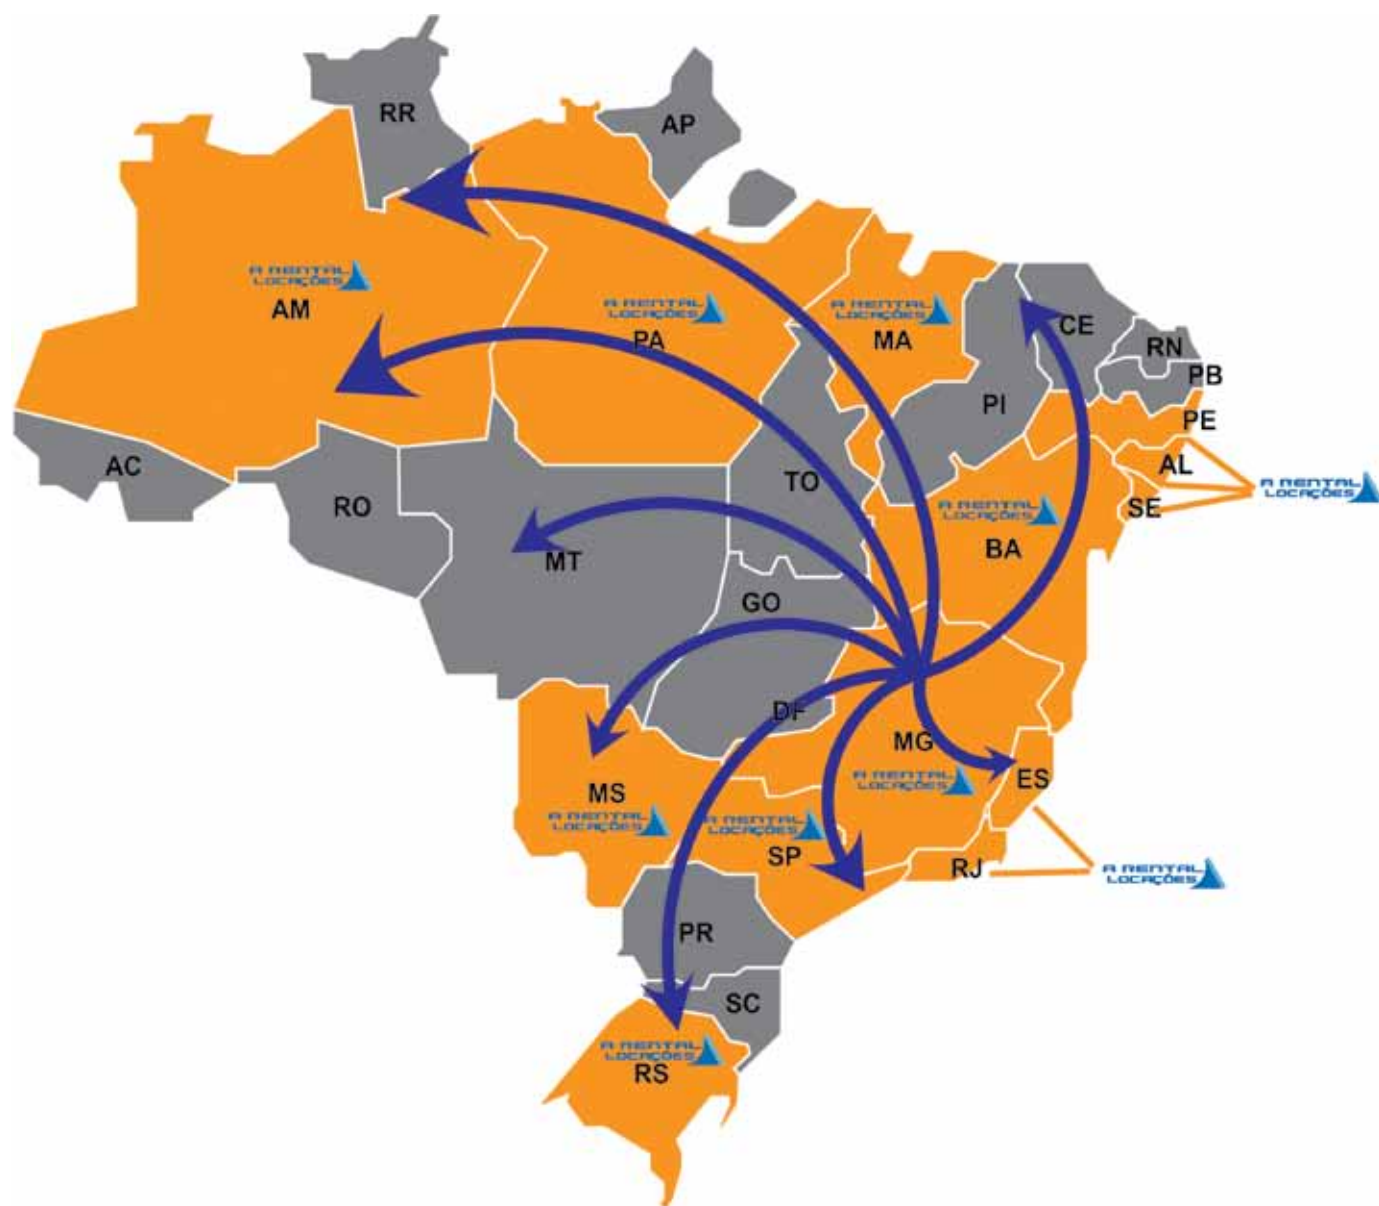 RR
AP
A RENTAL
LOCAÇÕES
AM
A RENTAL
LOCAÇÕES
PA
A RENTAL
LOCAÇÕES
MA
CE
RN
PB
PI
PE
AC
RO
TO
AL
SE
A RENTAL
LOCAÇÕES
A RENTAL
LOCAÇÕES
BA
MT
GO
DF
MG
A RENTAL
LOCAÇÕES
ES
MS
A RENTAL
LOCAÇÕES
A RENTAL
LOCAÇÕES
SP
RJ
A RENTAL
LOCAÇÕES
PR
SC
A RENTAL
LOCAÇÕES
RS